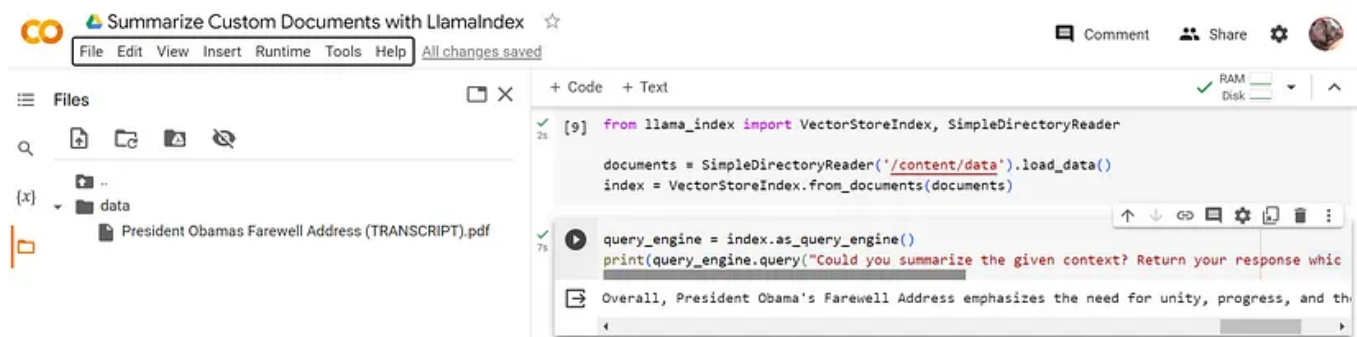 Summarize Custom Documents with LlamaIndex
File Edit View Insert Runtime Tools Help All changes saved
Comment Share
Files
..
data
President Obamas Farewell Address (TRANSCRIPT).pdf
{x}
+ Code + Text
RAM
Disk
2s
[9] from llama_index import VectorStoreIndex, SimpleDirectoryReader
documents = SimpleDirectoryReader('/content/data').load_data()
index = VectorStoreIndex.from_documents(documents)
7s
query_engine = index.as_query_engine()
print(query_engine.query("Could you summarize the given context? Return your response whic
Overall, President Obama's Farewell Address emphasizes the need for unity, progress, and th